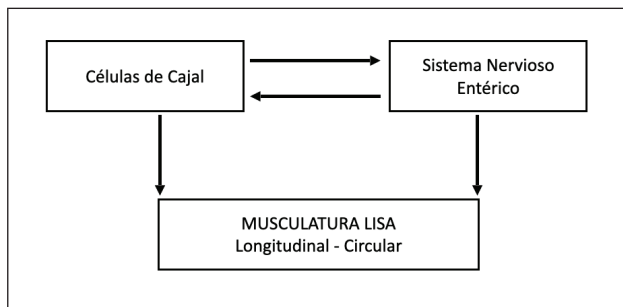 Células de Cajal
Sistema Nervioso
Entérico
MUSCULATURA LISA
Longitudinal - Circular